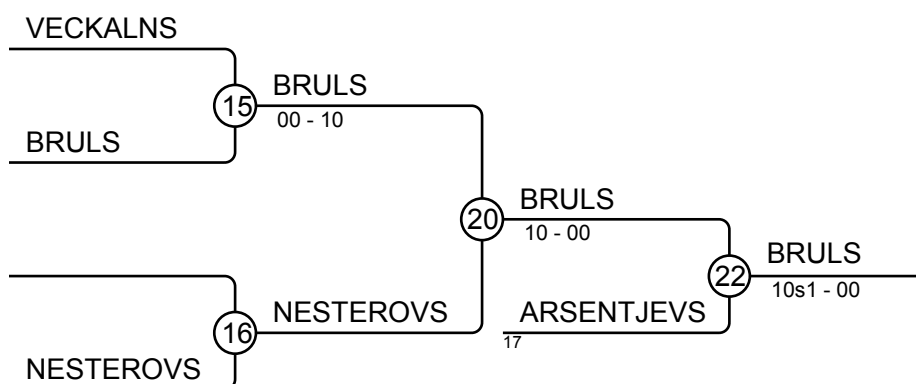 VECKALNS
15
BRULS
00 - 10
BRULS
20
BRULS
10 - 00
22
BRULS
10s1 - 00
16
NESTEROVS
ARSENTJEVS
17
NESTEROVS